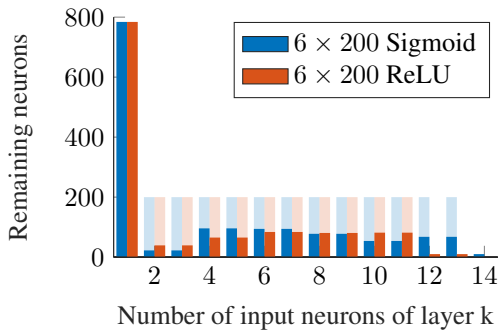 800
600
400
200
0
Remaining neurons
6 × 200 Sigmoid
6 × 200 ReLU
2 4 6 8 10 12 14
Number of input neurons of layer k